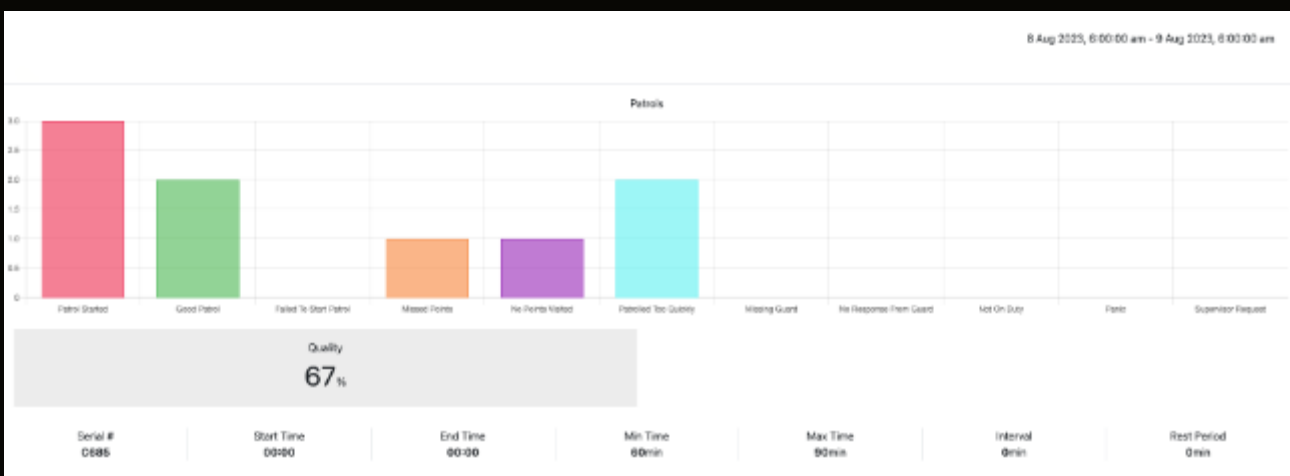 8 Aug 2023, 6:00:00 am - 9 Aug 2023, 6:00:00 am
Patrols
3.0
2.5
2.0
1.5
1.0
0.5
0
Patrol Started Good Patrol Failed To Start Patrol Missed Points No Points Visited Patrolled Too Quickly Missing Guard No Response From Guard Not On Duty Panic Supervisor Request
Quality
67%
Serial # Start Time End Time Min Time Max Time Interval Rest Period
00:00 00:00 60min 90min 0min 0min